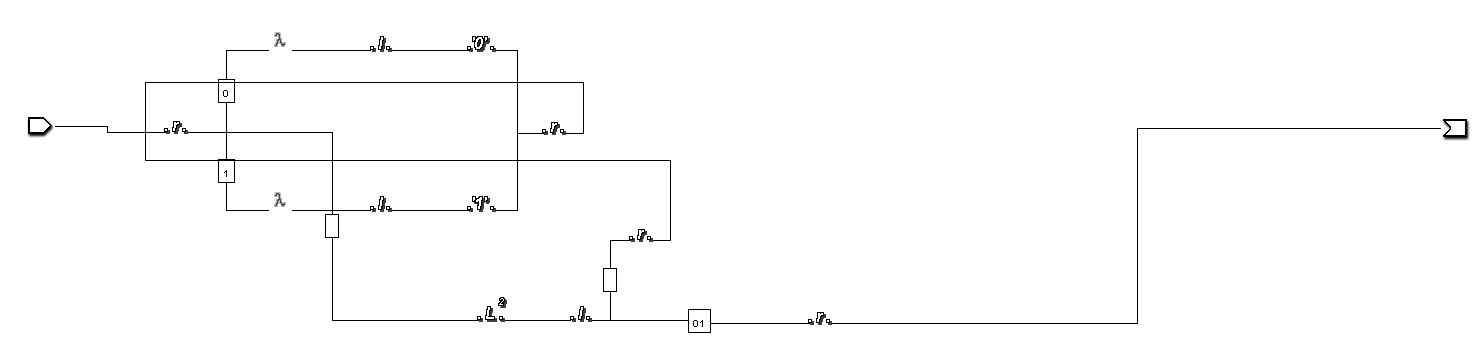 λ .l. .'0'.
0
.r. .r.
1
λ .l. .'1'.
.r.
.L². .l. 01 .r.